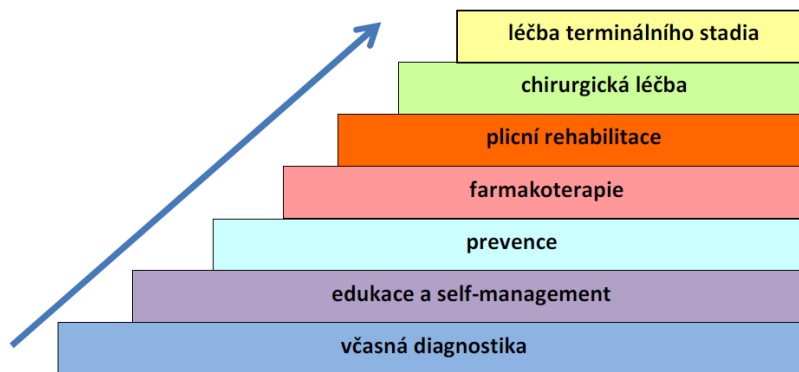 léčba terminálního stadia
chirurgická léčba
plicní rehabilitace
farmakoterapie
prevence
edukace a self-management
včasná diagnostika